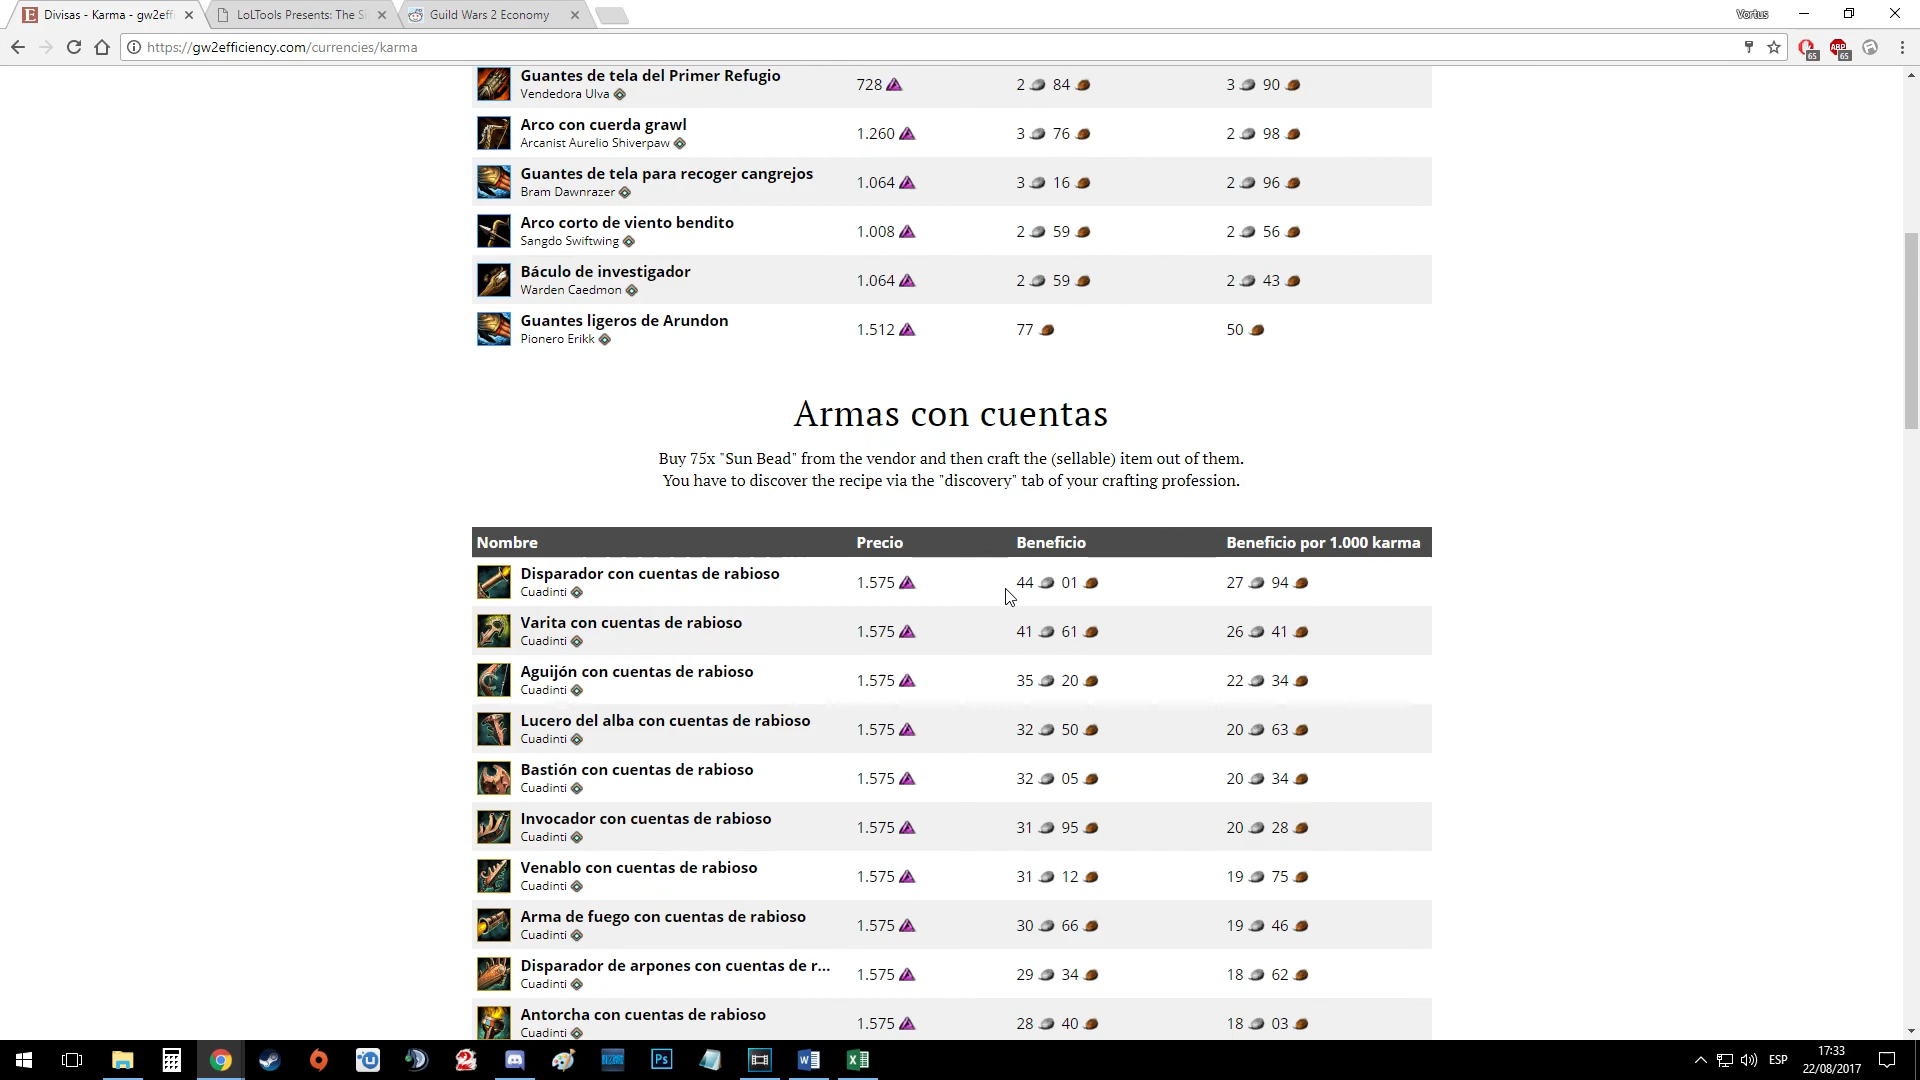 Divisas - Karma - gw2eff
LoLTools Presents: The Si
Guild Wars 2 Economy
Vortus
https://gw2efficiency.com/currencies/karma
65
ABP
65
Guantes de tela del Primer Refugio
Vendedora Ulva
728
2 84
3 90
Arco con cuerda grawl
Arcanist Aurelio Shiverpaw
1.260
3 76
2 98
Guantes de tela para recoger cangrejos
Bram Dawnrazer
1.064
3 16
2 96
Arco corto de viento bendito
Sangdo Swiftwing
1.008
2 59
2 56
Báculo de investigador
Warden Caedmon
1.064
2 59
2 43
Guantes ligeros de Arundon
Pionero Erikk
1.512
77
50
Armas con cuentas
Buy 75x "Sun Bead" from the vendor and then craft the (sellable) item out of them.
You have to discover the recipe via the "discovery" tab of your crafting profession.
Nombre Precio Beneficio Beneficio por 1.000 karma
Disparador con cuentas de rabioso
Cuadinti
1.575
44 01
27 94
Varita con cuentas de rabioso
Cuadinti
1.575
41 61
26 41
Aguijón con cuentas de rabioso
Cuadinti
1.575
35 20
22 34
Lucero del alba con cuentas de rabioso
Cuadinti
1.575
32 50
20 63
Bastión con cuentas de rabioso
Cuadinti
1.575
32 05
20 34
Invocador con cuentas de rabioso
Cuadinti
1.575
31 95
20 28
Venablo con cuentas de rabioso
Cuadinti
1.575
31 12
19 75
Arma de fuego con cuentas de rabioso
Cuadinti
1.575
30 66
19 46
Disparador de arpones con cuentas de r...
Cuadinti
1.575
29 34
18 62
Antorcha con cuentas de rabioso
Cuadinti
1.575
28 40
18 03
Ps
ESP
17:33
22/08/2017